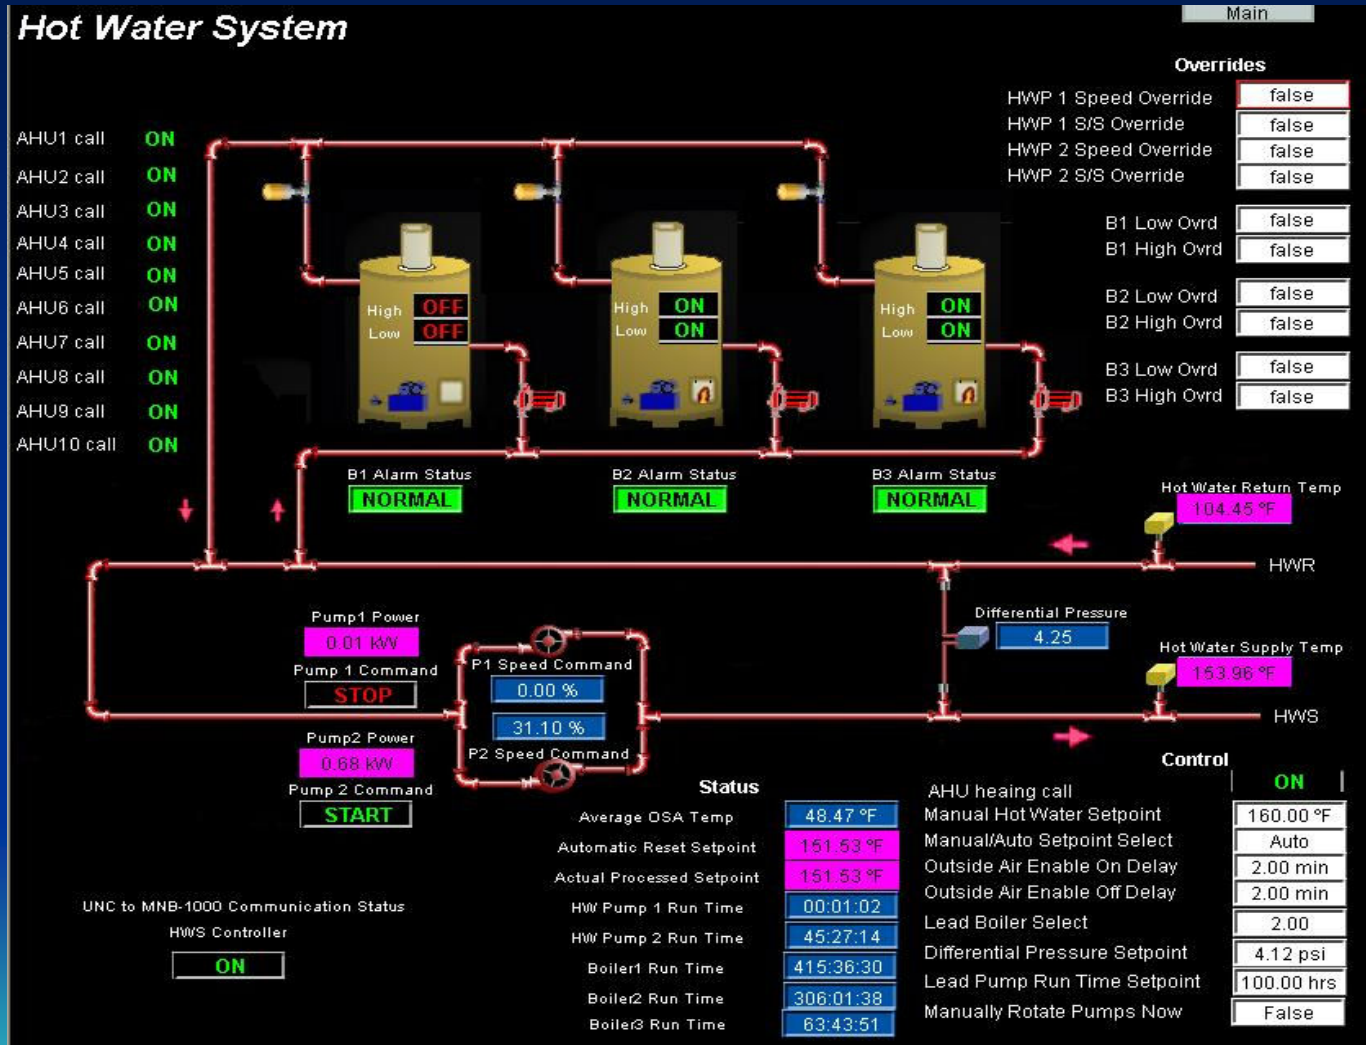 Hot Water System
Main
Overrides
HWP 1 Speed Override false
HWP 1 S/S Override false
HWP 2 Speed Override false
HWP 2 S/S Override false
B1 Low Ovrd false
B1 High Ovrd false
B2 Low Ovrd false
B2 High Ovrd false
B3 Low Ovrd false
B3 High Ovrd false
AHU1 call ON
AHU2 call ON
AHU3 call ON
AHU4 call ON
AHU5 call ON
AHU6 call ON
AHU7 call ON
AHU8 call ON
AHU9 call ON
AHU10 call ON
High OFF
Low OFF
High ON
Low ON
High ON
Low ON
B1 Alarm Status
NORMAL
B2 Alarm Status
NORMAL
B3 Alarm Status
NORMAL
Hot Water Return Temp
104.45 °F
HWR
Differential Pressure
4.25
Hot Water Supply Temp
153.96 °F
HWS
Pump1 Power
0.01 kW
Pump 1 Command
STOP
P1 Speed Command
0.00 %
31.10 %
P2 Speed Command
Pump2 Power
0.68 kW
Pump 2 Command
START
UNC to MNB-1000 Communication Status
HWS Controller
ON
Status
Average OSA Temp 48.47 °F
Automatic Reset Setpoint 151.53 °F
Actual Processed Setpoint 151.53 °F
HW Pump 1 Run Time 00:01:02
HW Pump 2 Run Time 45:27:14
Boiler1 Run Time 415:36:30
Boiler2 Run Time 306:01:38
Boiler3 Run Time 63:43:51
Control
AHU heaing call ON
Manual Hot Water Setpoint 160.00 °F
Manual/Auto Setpoint Select Auto
Outside Air Enable On Delay 2.00 min
Outside Air Enable Off Delay 2.00 min
Lead Boiler Select 2.00
Differential Pressure Setpoint 4.12 psi
Lead Pump Run Time Setpoint 100.00 hrs
Manually Rotate Pumps Now False